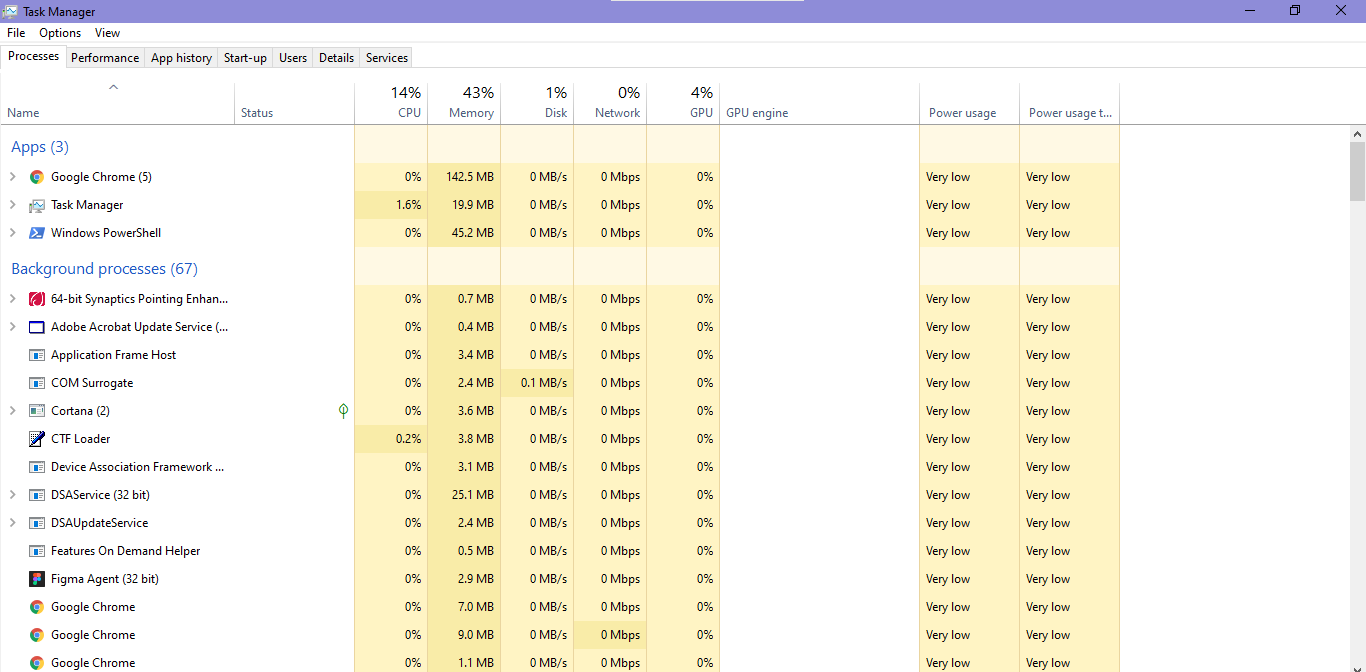 Task Manager
File Options View
Processes Performance App history Start-up Users Details Services
14% 43% 1% 0% 4%
Name Status CPU Memory Disk Network GPU GPU engine Power usage Power usage t...
Apps (3)
Google Chrome (5) 0% 142.5 MB 0 MB/s 0 Mbps 0% Very low Very low
Task Manager 1.6% 19.9 MB 0 MB/s 0 Mbps 0% Very low Very low
Windows PowerShell 0% 45.2 MB 0 MB/s 0 Mbps 0% Very low Very low
Background processes (67)
64-bit Synaptics Pointing Enhan... 0% 0.7 MB 0 MB/s 0 Mbps 0% Very low Very low
Adobe Acrobat Update Service (... 0% 0.4 MB 0 MB/s 0 Mbps 0% Very low Very low
Application Frame Host 0% 3.4 MB 0 MB/s 0 Mbps 0% Very low Very low
COM Surrogate 0% 2.4 MB 0.1 MB/s 0 Mbps 0% Very low Very low
Cortana (2) 0% 3.6 MB 0 MB/s 0 Mbps 0% Very low Very low
CTF Loader 0.2% 3.8 MB 0 MB/s 0 Mbps 0% Very low Very low
Device Association Framework ... 0% 3.1 MB 0 MB/s 0 Mbps 0% Very low Very low
DSAService (32 bit) 0% 25.1 MB 0 MB/s 0 Mbps 0% Very low Very low
DSAUpdateService 0% 2.4 MB 0 MB/s 0 Mbps 0% Very low Very low
Features On Demand Helper 0% 0.5 MB 0 MB/s 0 Mbps 0% Very low Very low
Figma Agent (32 bit) 0% 2.9 MB 0 MB/s 0 Mbps 0% Very low Very low
Google Chrome 0% 7.0 MB 0 MB/s 0 Mbps 0% Very low Very low
Google Chrome 0% 9.0 MB 0 MB/s 0 Mbps 0% Very low Very low
Google Chrome 0% 1.1 MB 0 MB/s 0 Mbps 0% Very low Very low